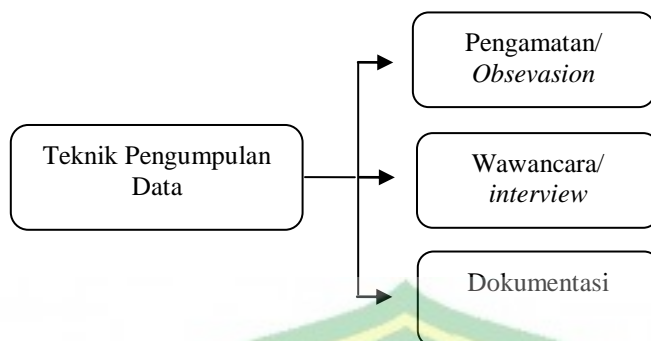 Pengamatan/
Obsevasion
Teknik Pengumpulan
Data
Wawancara/
interview
Dokumentasi